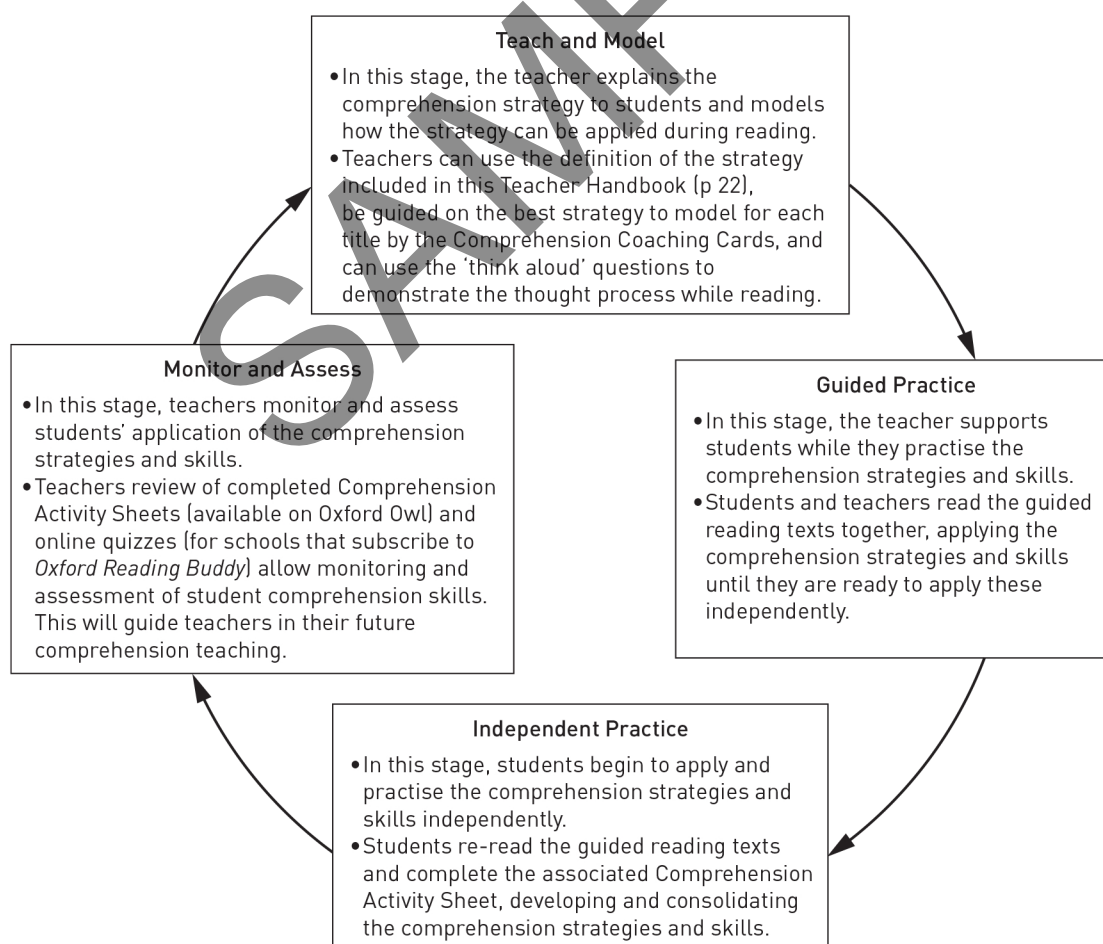 Teach and Model
• In this stage, the teacher explains the
comprehension strategy to students and models
how the strategy can be applied during reading.
• Teachers can use the definition of the strategy
included in this Teacher Handbook (p 22),
be guided on the best strategy to model for each
title by the Comprehension Coaching Cards, and
can use the ‘think aloud’ questions to
demonstrate the thought process while reading.
Guided Practice
• In this stage, the teacher supports
students while they practise the
comprehension strategies and skills.
• Students and teachers read the guided
reading texts together, applying the
comprehension strategies and skills
until they are ready to apply these
independently.
Independent Practice
• In this stage, students begin to apply and
practise the comprehension strategies and
skills independently.
• Students re-read the guided reading texts
and complete the associated Comprehension
Activity Sheet, developing and consolidating
the comprehension strategies and skills.
Monitor and Assess
• In this stage, teachers monitor and assess
students’ application of the comprehension
strategies and skills.
• Teachers review of completed Comprehension
Activity Sheets (available on Oxford Owl) and
online quizzes (for schools that subscribe to
Oxford Reading Buddy) allow monitoring and
assessment of student comprehension skills.
This will guide teachers in their future
comprehension teaching.